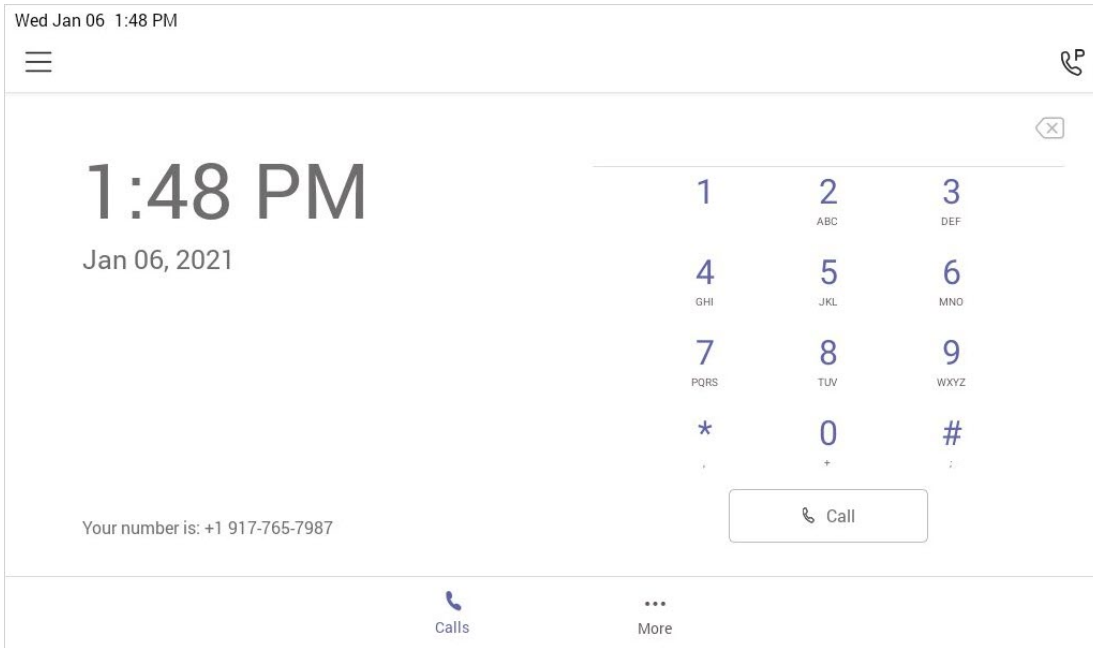 Wed Jan 06 1:48 PM
P
1:48 PM
Jan 06, 2021
1 2 3
ABC DEF
4 5 6
GHI JKL MNO
7 8 9
PQRS TUV WXYZ
* 0 #
, + ;
Call
Your number is: +1 917-765-7987
Calls More